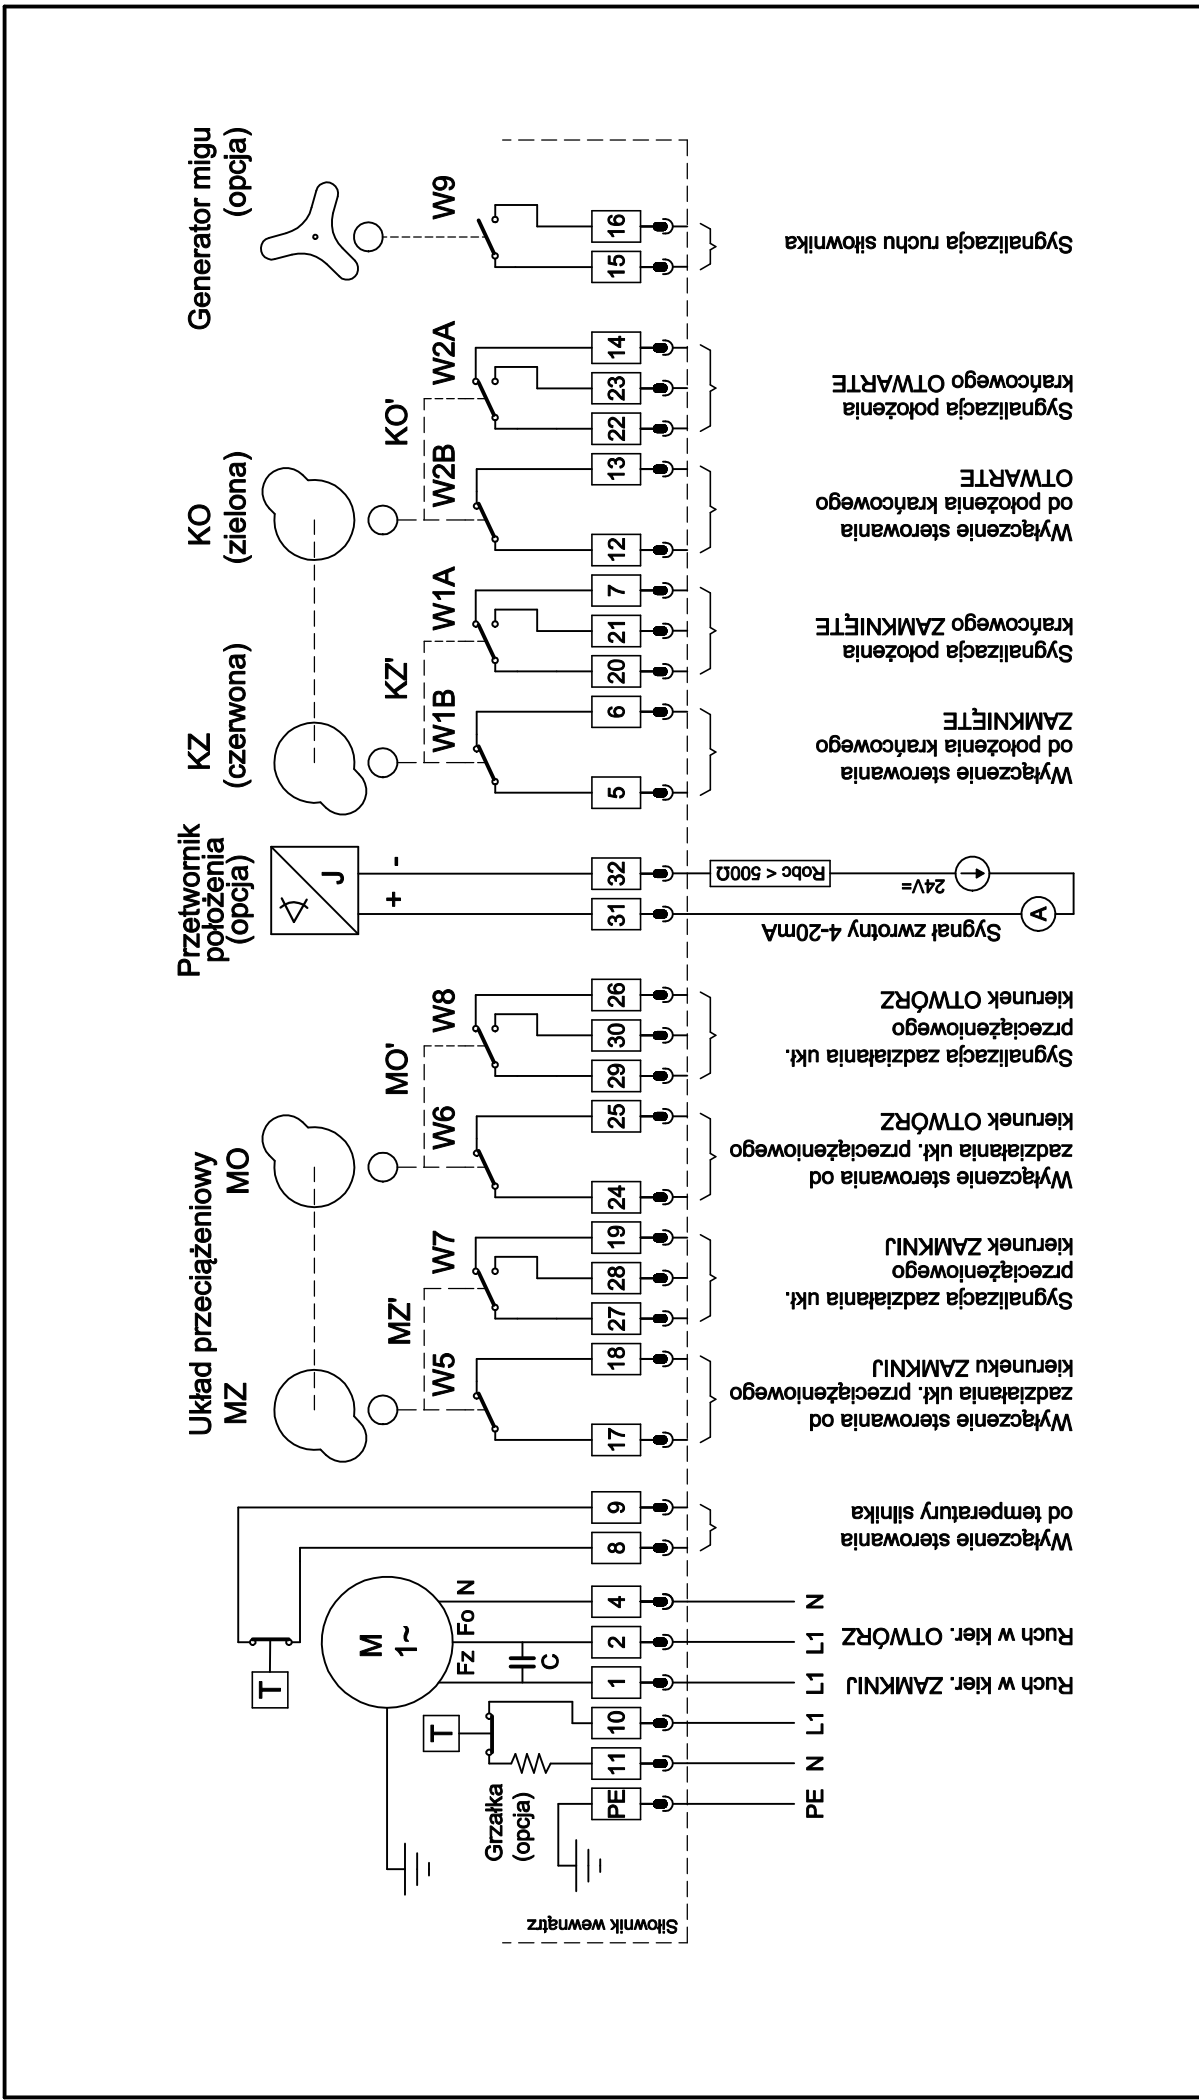 Układ przeciążeniowy
MZ
MO
Przetwornik
położenia
(opcja)
KZ
(czerwona)
KO
(zielona)
Generator migu
(opcja)
T
M
1~
Fz
Fo
N
C
T
Grzałka
(opcja)
J
+
-
MZ'
MO'
KZ'
KO'
W5
W7
W6
W8
W1B
W1A
W2B
W2A
W9
PE
11
10
1
2
4
8
9
17
18
27
28
19
24
25
29
30
26
31
32
5
6
20
21
7
12
13
22
23
14
15
16
Siłownik wewnątrz
PE
N
L1
L1
L1
N
Ruch w kier. ZAMKNIJ
Ruch w kier. OTWÓRZ
Wyłączenie sterowania
od temperatury silnika
Wyłączenie sterowania od
zadziałania ukł. przeciążeniowego
kieruneku ZAMKNIJ
Sygnalizacja zadziałania ukł.
przeciążeniowego
kierunek ZAMKNIJ
Wyłączenie sterowania od
zadziałania ukł. przeciążeniowego
kierunek OTWÓRZ
Sygnalizacja zadziałania ukł.
przeciążeniowego
kierunek OTWÓRZ
Sygnał zwrotny 4-20mA
A
24V=
Robc < 500Ω
Wyłączenie sterowania
od położenia krańcowego
ZAMKNIĘTE
Sygnalizacja położenia
krańcowego ZAMKNIĘTE
Wyłączenie sterowania
od położenia krańcowego
OTWARTE
Sygnalizacja położenia
krańcowego OTWARTE
Sygnalizacja ruchu siłownika